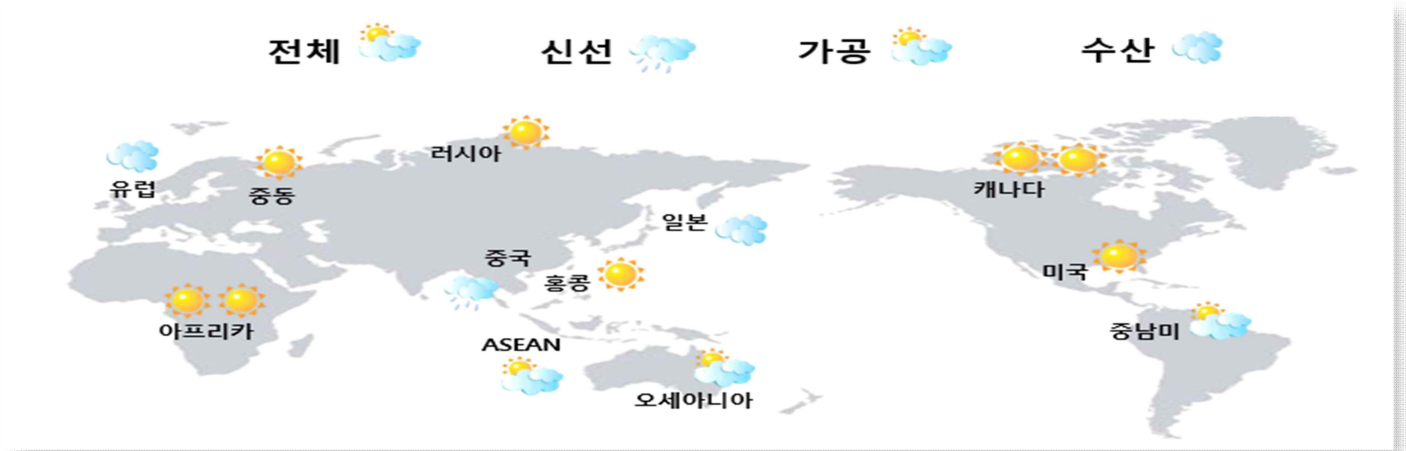 전체
신선
가공
수산
러시아
유럽
중동
캐나다
일본
중국
홍콩
미국
아프리카
중남미
ASEAN
오세아니아